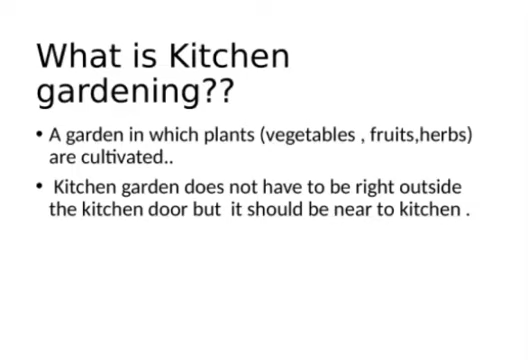 What is Kitchen
gardening??
• A garden in which plants (vegetables , fruits,herbs)
are cultivated..
• Kitchen garden does not have to be right outside
the kitchen door but  it should be near to kitchen .